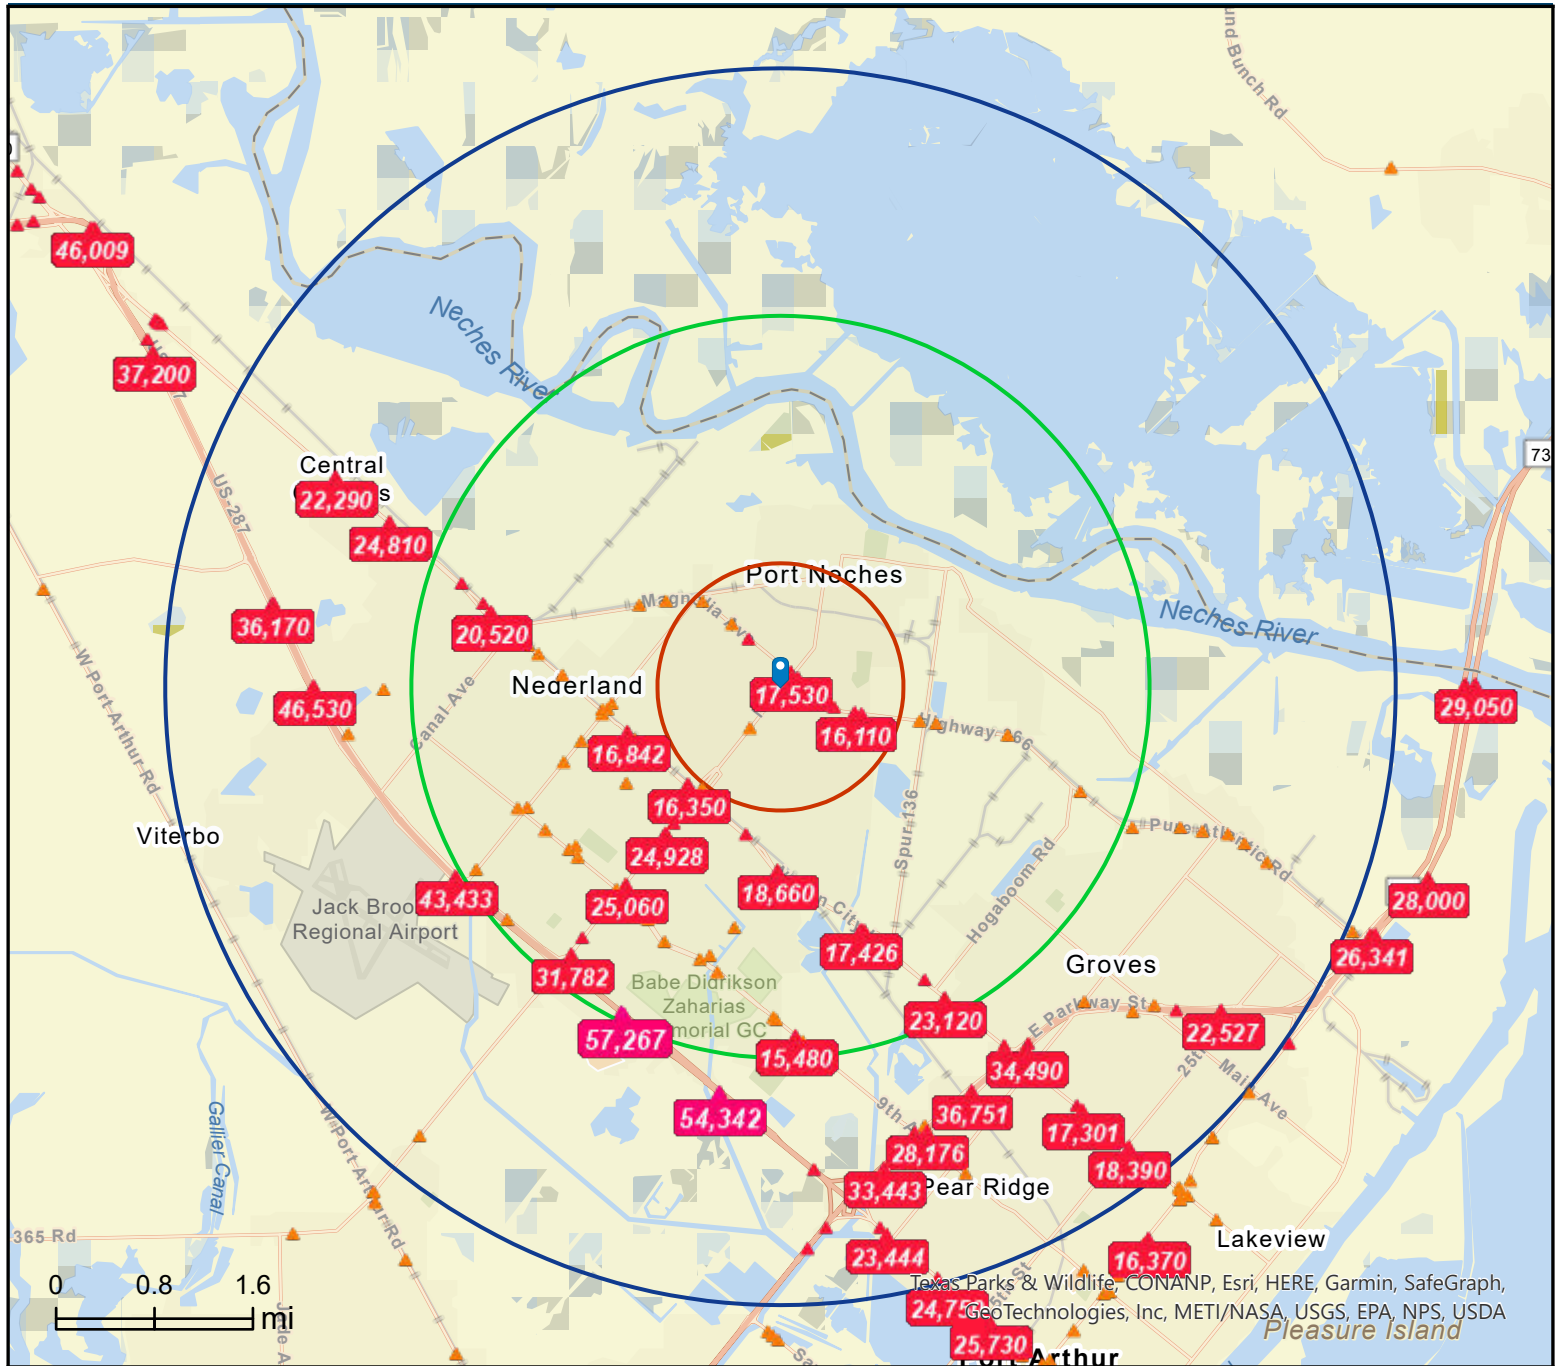 46,009
37,200
Neches River
Central
22,290
24,810
US-287
36,170
20,520
46,530
Magnolia Ave
Port Neches
Nederland
17,530
16,110
Canal Ave
Highway 366
Neches River
73
29,050
W Port Arthur Rd
16,842
16,350
24,928
Spur 136
Pure Atlantic Rd
Viterbo
18,660
Hogaboom Rd
28,000
43,433
Regional Airport
25,060
17,426
26,341
31,782
Babe Didrikson
Zaharias
GC
Groves
57,267
15,480
23,120
E Parkway St
22,527
34,490
25th
Main Ave
54,342
9th
36,751
17,301
28,176
18,390
33,443
Pear Ridge
Gallier Canal
W Port Arthur Rd
365 Rd
23,444
16,370
Lakeview
0 0.8 1.6
mi
Texas Parks & Wildlife, CONANP, Esri, HERE, Garmin, SafeGraph,
GeoTechnologies, Inc, METI/NASA, USGS, EPA, NPS, USDA
25,730
Pleasure Island
Port Arthur